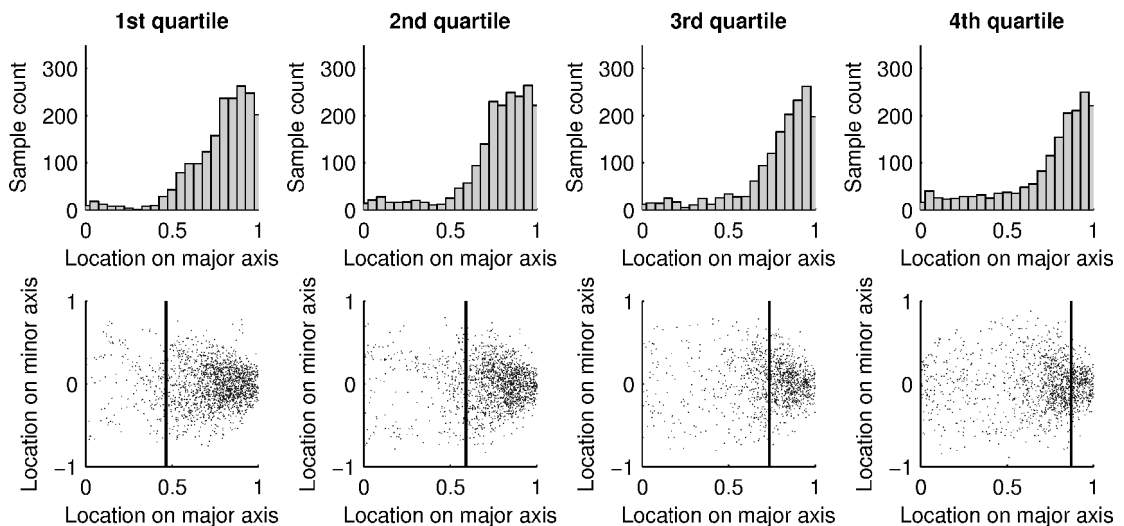 1st quartile 2nd quartile 3rd quartile 4th quartile
Sample count Sample count Sample count Sample count
300 300 300 300
200 200 200 200
100 100 100 100
0 0 0 0
0 0.5 1 0 0.5 1 0 0.5 1 0 0.5 1
Location on major axis Location on major axis Location on major axis Location on major axis
Location on minor axis Location on minor axis Location on minor axis Location on minor axis
1 1 1 1
0 0 0 0
−1 −1 −1 −1
0 0.5 1 0 0.5 1 0 0.5 1 0 0.5 1
Location on major axis Location on major axis Location on major axis Location on major axis